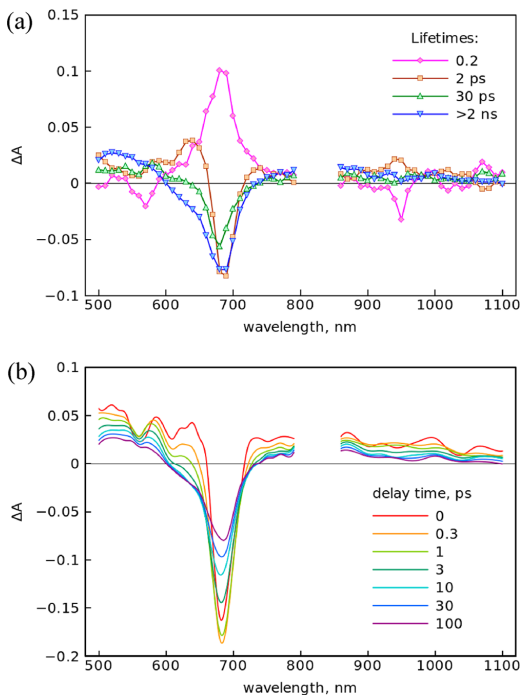 (a)
0.15
0.1
0.05
0
−0.05
−0.1
ΔA
Lifetimes:
0.2
2 ps
30 ps
>2 ns
500 600 700 800 900 1000 1100
wavelength, nm
(b)
0.1
0.05
0
−0.05
−0.1
−0.15
−0.2
ΔA
delay time, ps
0
0.3
1
3
10
30
100
500 600 700 800 900 1000 1100
wavelength, nm